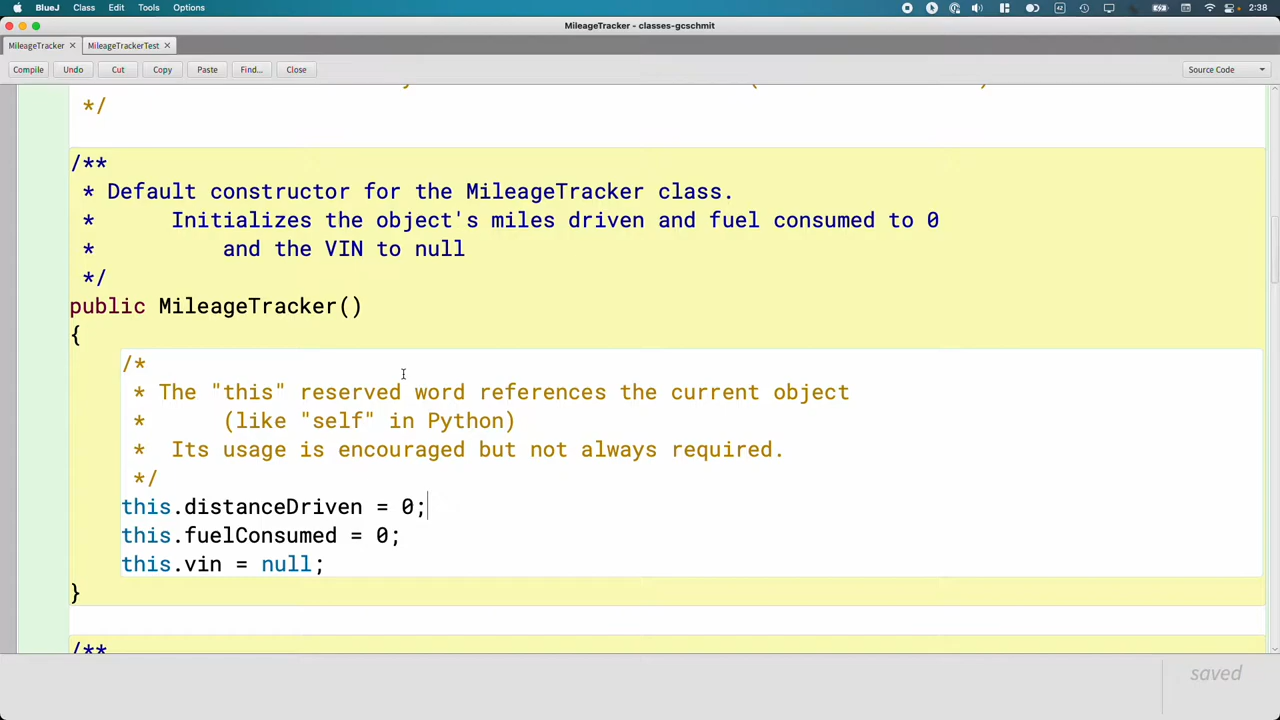 BlueJ Class Edit Tools Options 2:38
MileageTracker - classes-gcschmit
MileageTracker × MileageTrackerTest ×
Compile Undo Cut Copy Paste Find... Close Source Code
*/
/**
* Default constructor for the MileageTracker class.
* Initializes the object's miles driven and fuel consumed to 0
* and the VIN to null
*/
public MileageTracker()
{
/*
* The "this" reserved word references the current object
* (like "self" in Python)
* Its usage is encouraged but not always required.
*/
this.distanceDriven = 0;
this.fuelConsumed = 0;
this.vin = null;
}
/**
saved